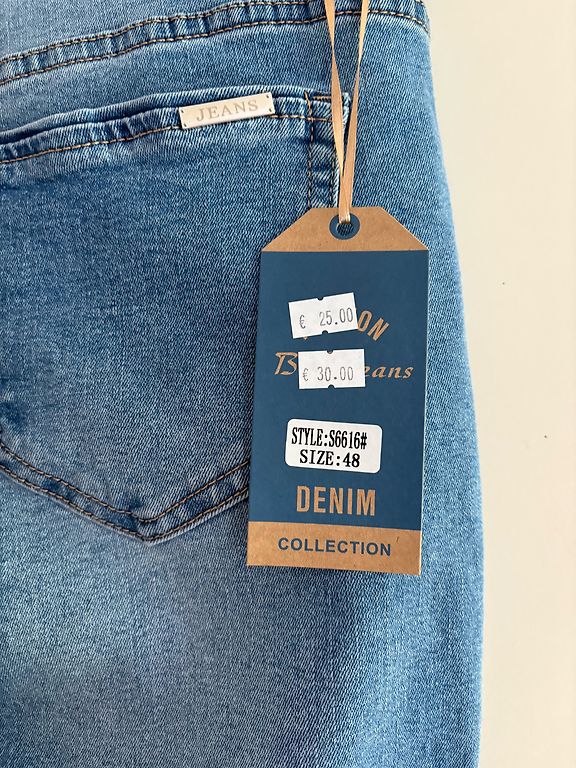 JEANS
€ 25.00
€ 30.00
STYLE:S6616#
SIZE:48
DENIM
COLLECTION